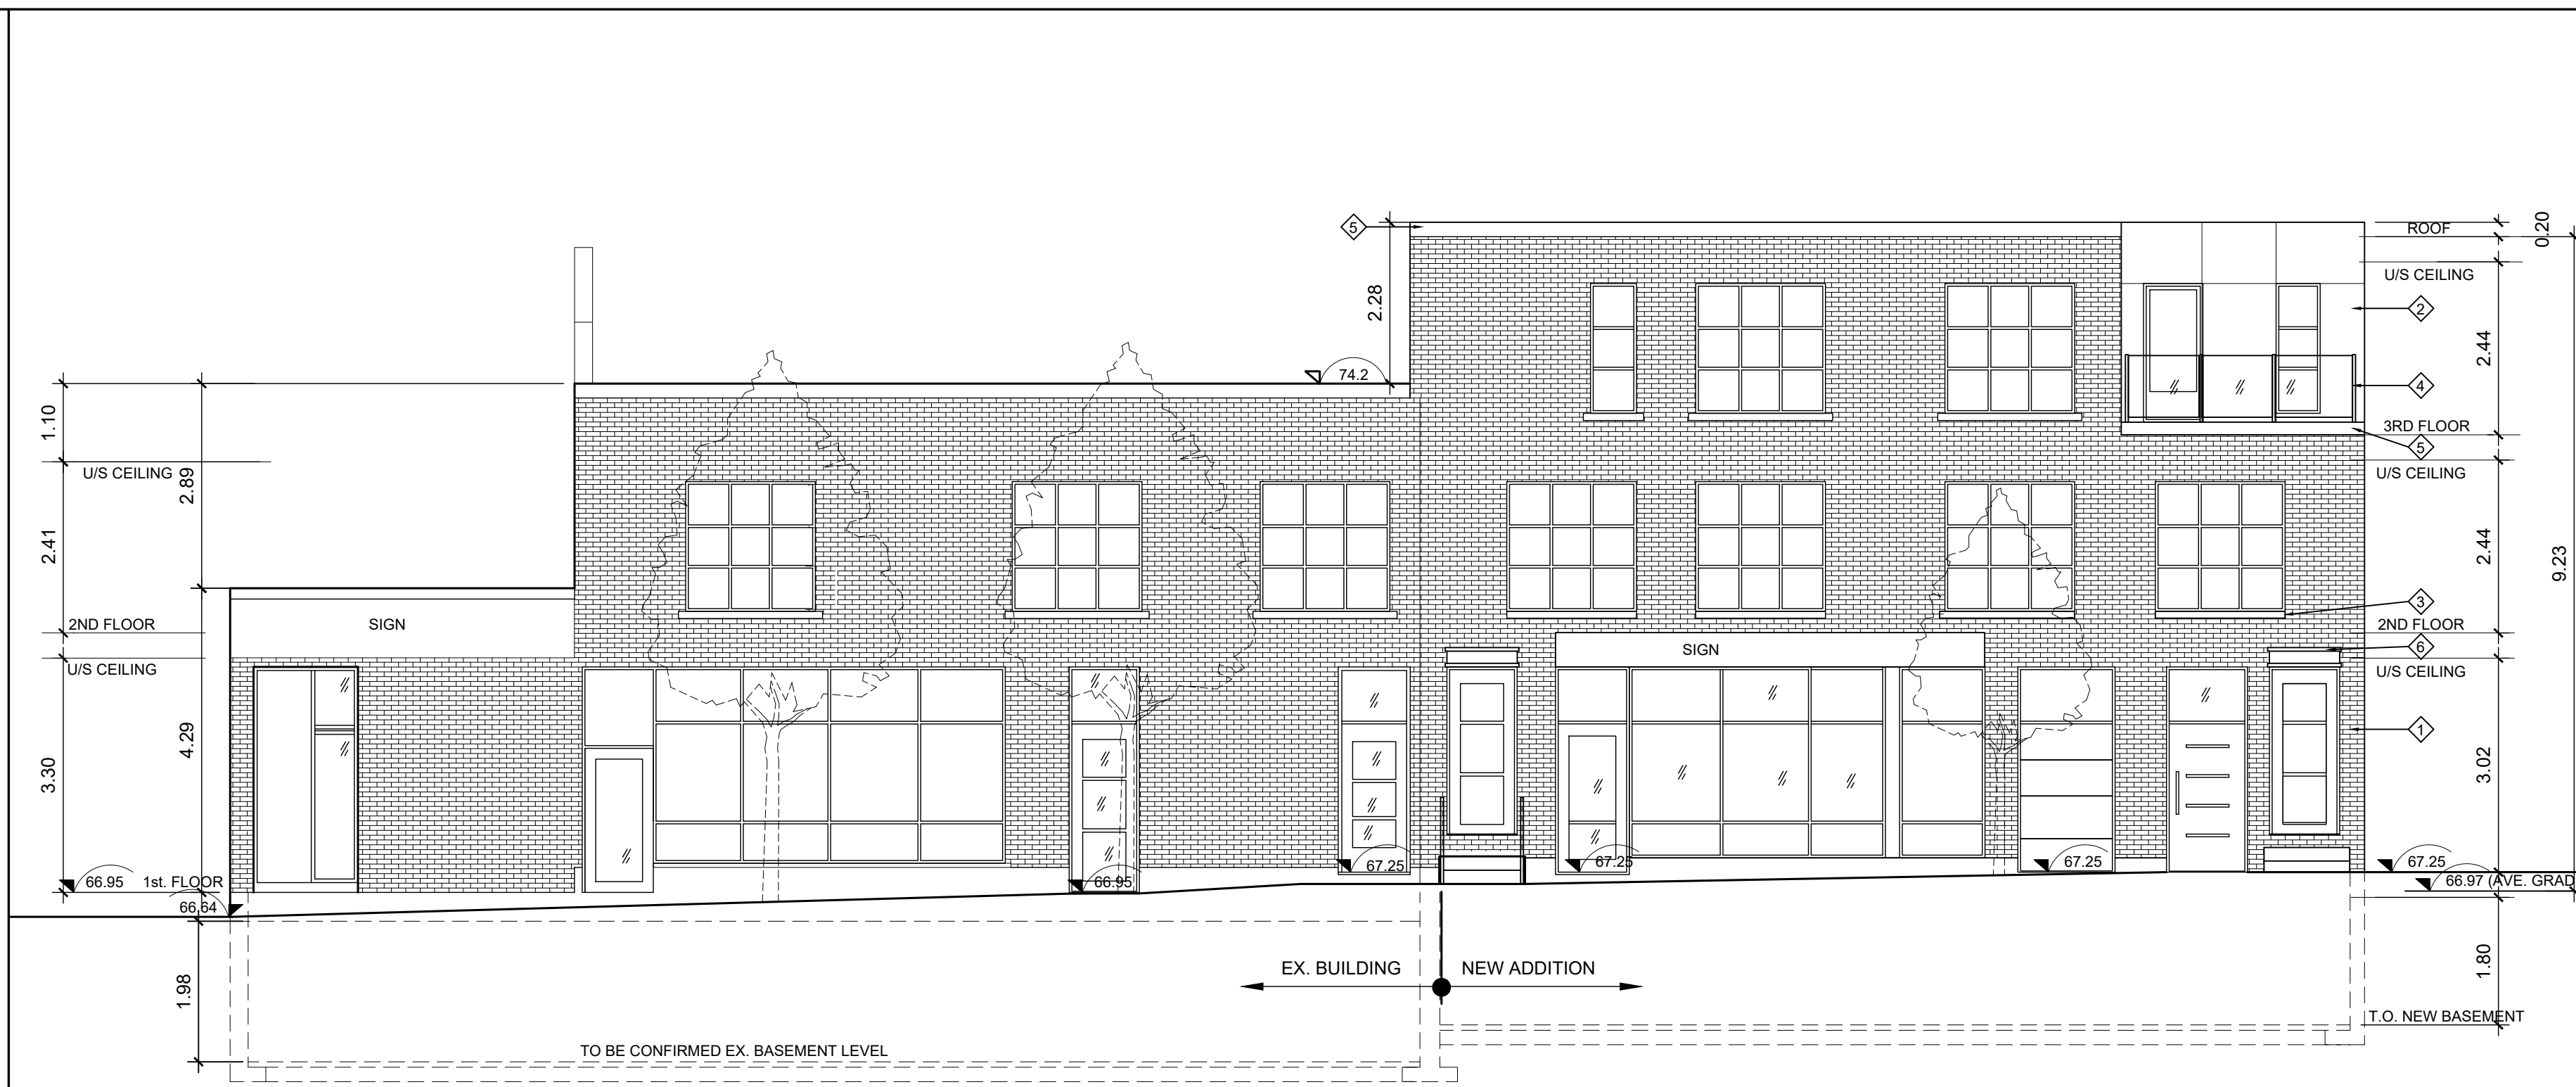 5
ROOF
0.20
U/S CEILING
2.28
2
2.44
74.2
4
1.10
3RD FLOOR
5
U/S CEILING
2.89
U/S CEILING
2.41
2.44
9.23
3
2ND FLOOR
SIGN
2ND FLOOR
6
SIGN
U/S CEILING
U/S CEILING
1
4.29
3.30
3.02
66.95 1st. FLOOR
66.95
67.25
67.25
67.25
67.25
66.97 (AVE. GRAD
66.64
EX. BUILDING
NEW ADDITION
1.98
1.80
T.O. NEW BASEMENT
TO BE CONFIRMED EX. BASEMENT LEVEL